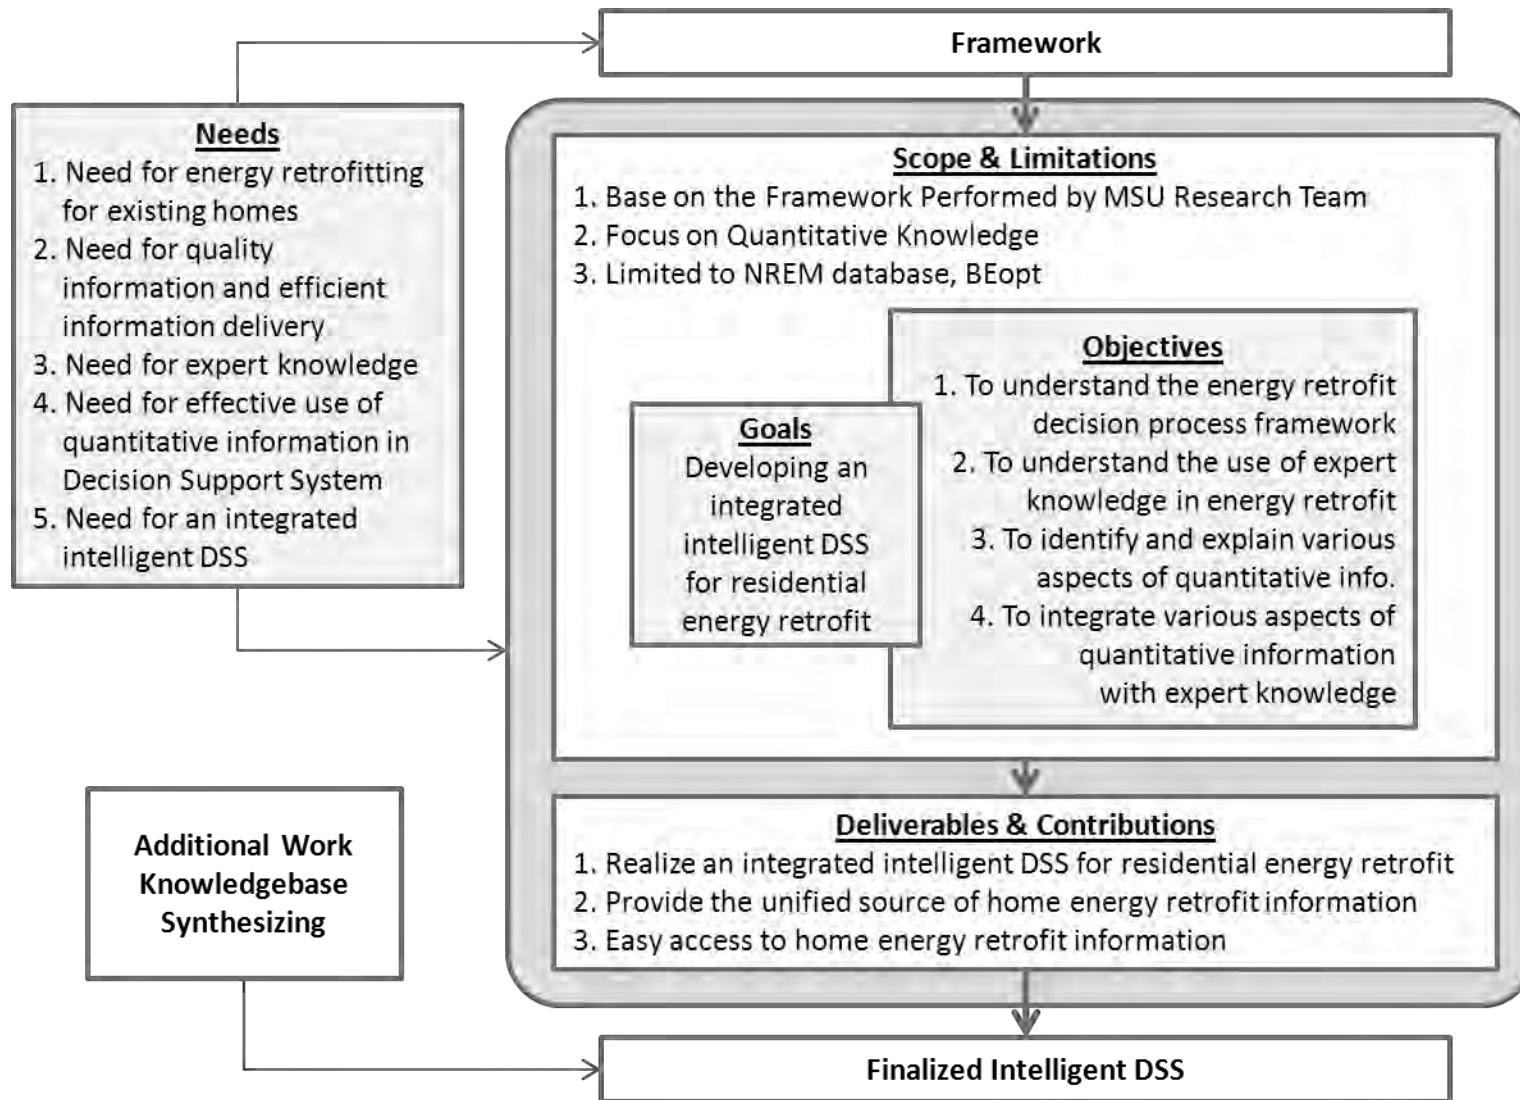 Framework
Needs
1. Need for energy retrofitting
for existing homes
2. Need for quality
information and efficient
information delivery
3. Need for expert knowledge
4. Need for effective use of
quantitative information in
Decision Support System
5. Need for an integrated
intelligent DSS
Scope & Limitations
1. Base on the Framework Performed by MSU Research Team
2. Focus on Quantitative Knowledge
3. Limited to NREM database, BEopt
Goals
Developing an
integrated
intelligent DSS
for residential
energy retrofit
Objectives
1. To understand the energy retrofit
decision process framework
2. To understand the use of expert
knowledge in energy retrofit
3. To identify and explain various
aspects of quantitative info.
4. To integrate various aspects of
quantitative information
with expert knowledge
Additional Work
Knowledgebase
Synthesizing
Deliverables & Contributions
1. Realize an integrated intelligent DSS for residential energy retrofit
2. Provide the unified source of home energy retrofit information
3. Easy access to home energy retrofit information
Finalized Intelligent DSS